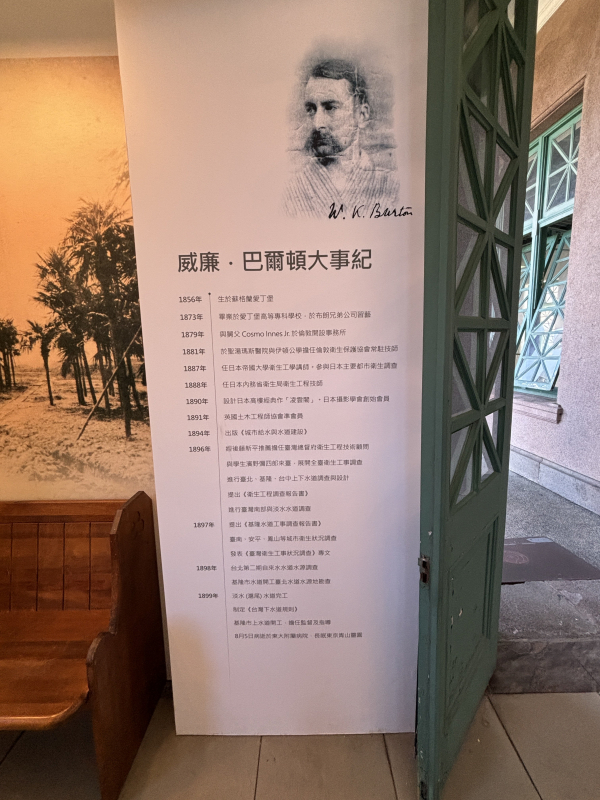 W. K. Burton
威廉・巴爾頓大事紀
1856年 生於蘇格蘭愛丁堡
1873年 畢業於愛丁堡高等專科學校，於布朗兄弟公司習藝
1879年 與舅父 Cosmo Innes Jr. 於倫敦開設事務所
1881年 於聖湯瑪斯醫院與伊頓公學擔任倫敦衛生保護協會常駐技師
1887年 任日本帝國大學衛生工學講師，參與日本主要都市衛生調查
1888年 任日本內務省衛生局衛生工程技師
1890年 設計日本高樓經典作「凌雲閣」，日本攝影學會創始會員
1891年 英國土木工程師協會準會員
1894年 出版《城市給水與水道建設》
1896年 經後藤新平推薦擔任臺灣總督府衛生工程技術顧問
與學生濱野彌四郎來臺，展開全臺衛生工事調查
進行臺北、基隆、台中上下水道調查與設計
提出《衛生工程調查報告書》
進行臺灣南部與淡水水道調查
1897年 提出《基隆水道工事調查報告書》
臺南、安平、鳳山等城市衛生狀況調查
發表《臺灣衛生工事狀況調查》專文
1898年 台北第二期自來水水道水源調查
基隆市水道開工臺北水道水源地勘查
1899年 淡水 (滬尾) 水道完工
制定《台灣下水道規則》
基隆市上水道開工，擔任監督及指導
8月5日病逝於東大附屬病院，長眠東京青山靈園